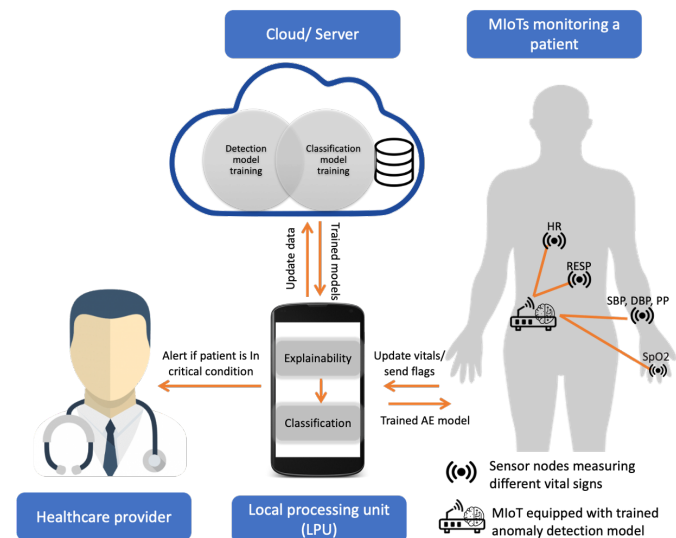 Cloud/ Server
MIoTs monitoring a
patient
Detection
model
training
Classification
model
training
Update data
Trained models
HR
RESP
SBP, DBP, PP
SpO2
Alert if patient is In
critical condition
Explainability
Classification
Update vitals/
send flags
Trained AE model
Sensor nodes measuring
different vital signs
MIoT equipped with trained
anomaly detection model
Healthcare provider
Local processing unit
(LPU)